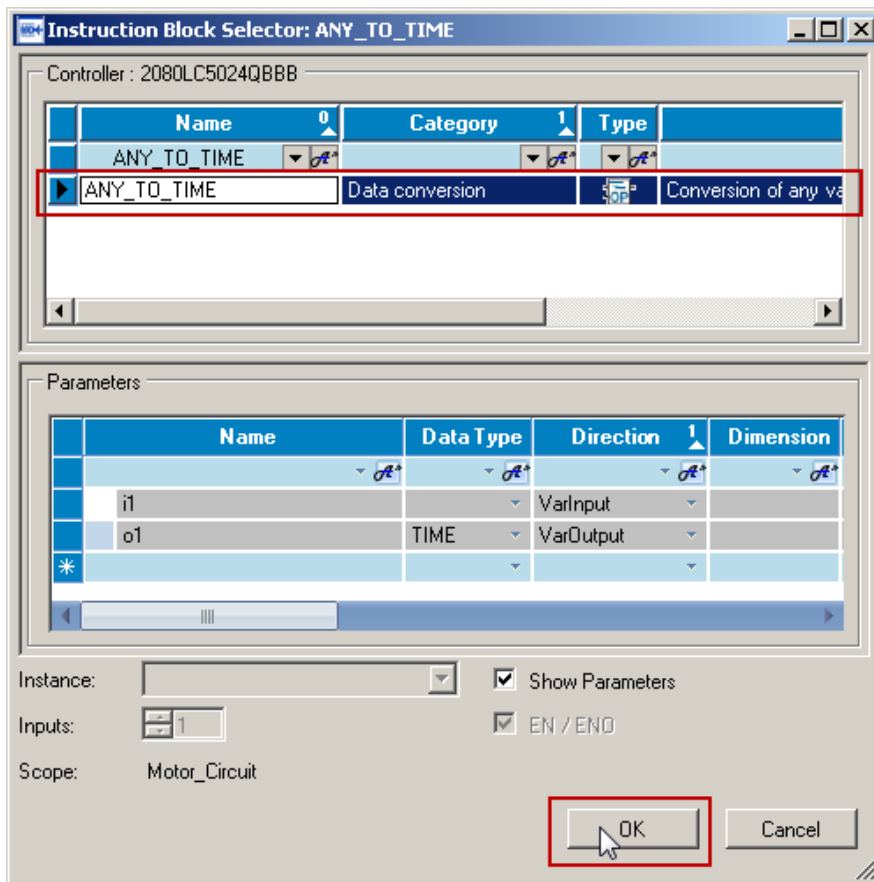 Instruction Block Selector: ANY_TO_TIME
Controller : 2080LC5024QBBB
Name 0 Category 1 Type
ANY_TO_TIME
ANY_TO_TIME Data conversion OP Conversion of any va
Parameters
Name Data Type Direction 1 Dimension
i1 VarInput
o1 TIME VarOutput
Instance: Show Parameters
Inputs: 1 EN / ENO
Scope: Motor_Circuit
OK Cancel